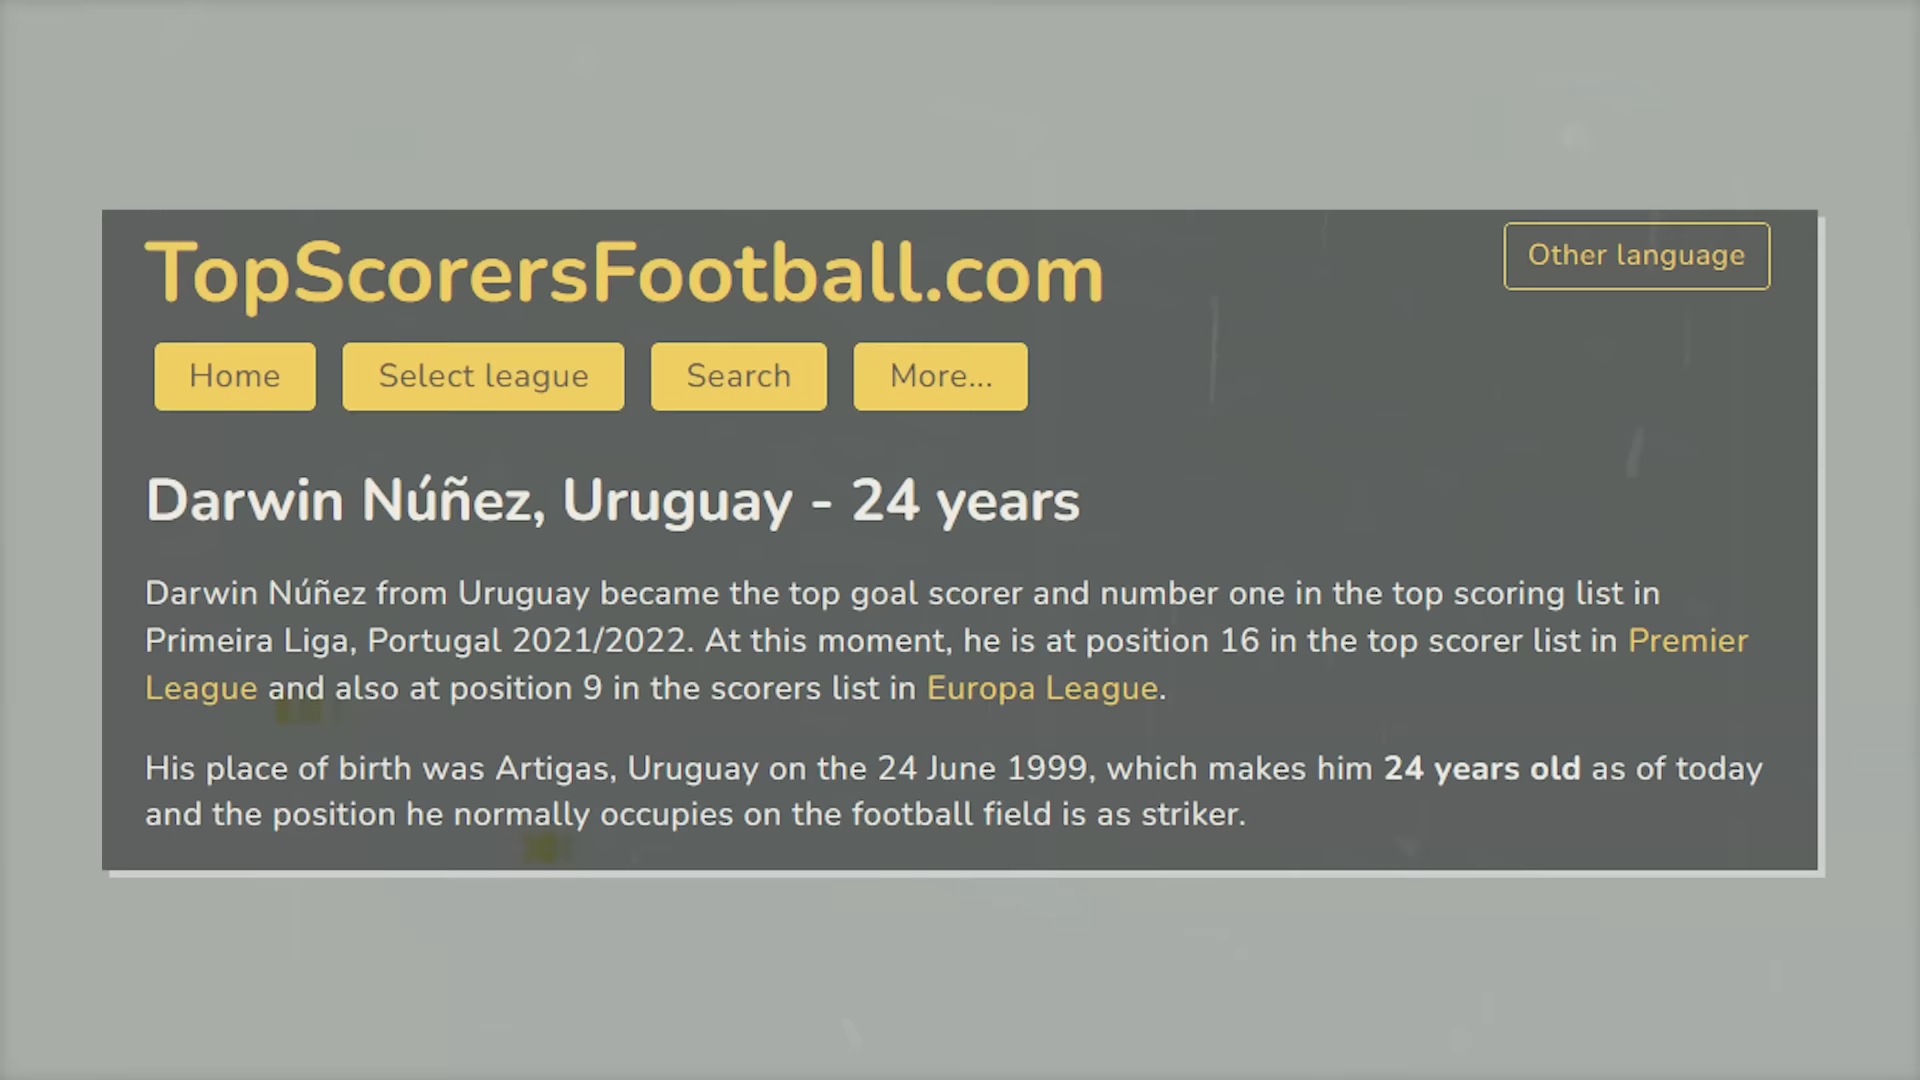 TopScorersFootball.com
Other language
Home Select league Search More...
Darwin Núñez, Uruguay - 24 years
Darwin Núñez from Uruguay became the top goal scorer and number one in the top scoring list in
Primeira Liga, Portugal 2021/2022. At this moment, he is at position 16 in the top scorer list in Premier
League and also at position 9 in the scorers list in Europa League.
His place of birth was Artigas, Uruguay on the 24 June 1999, which makes him 24 years old as of today
and the position he normally occupies on the football field is as striker.